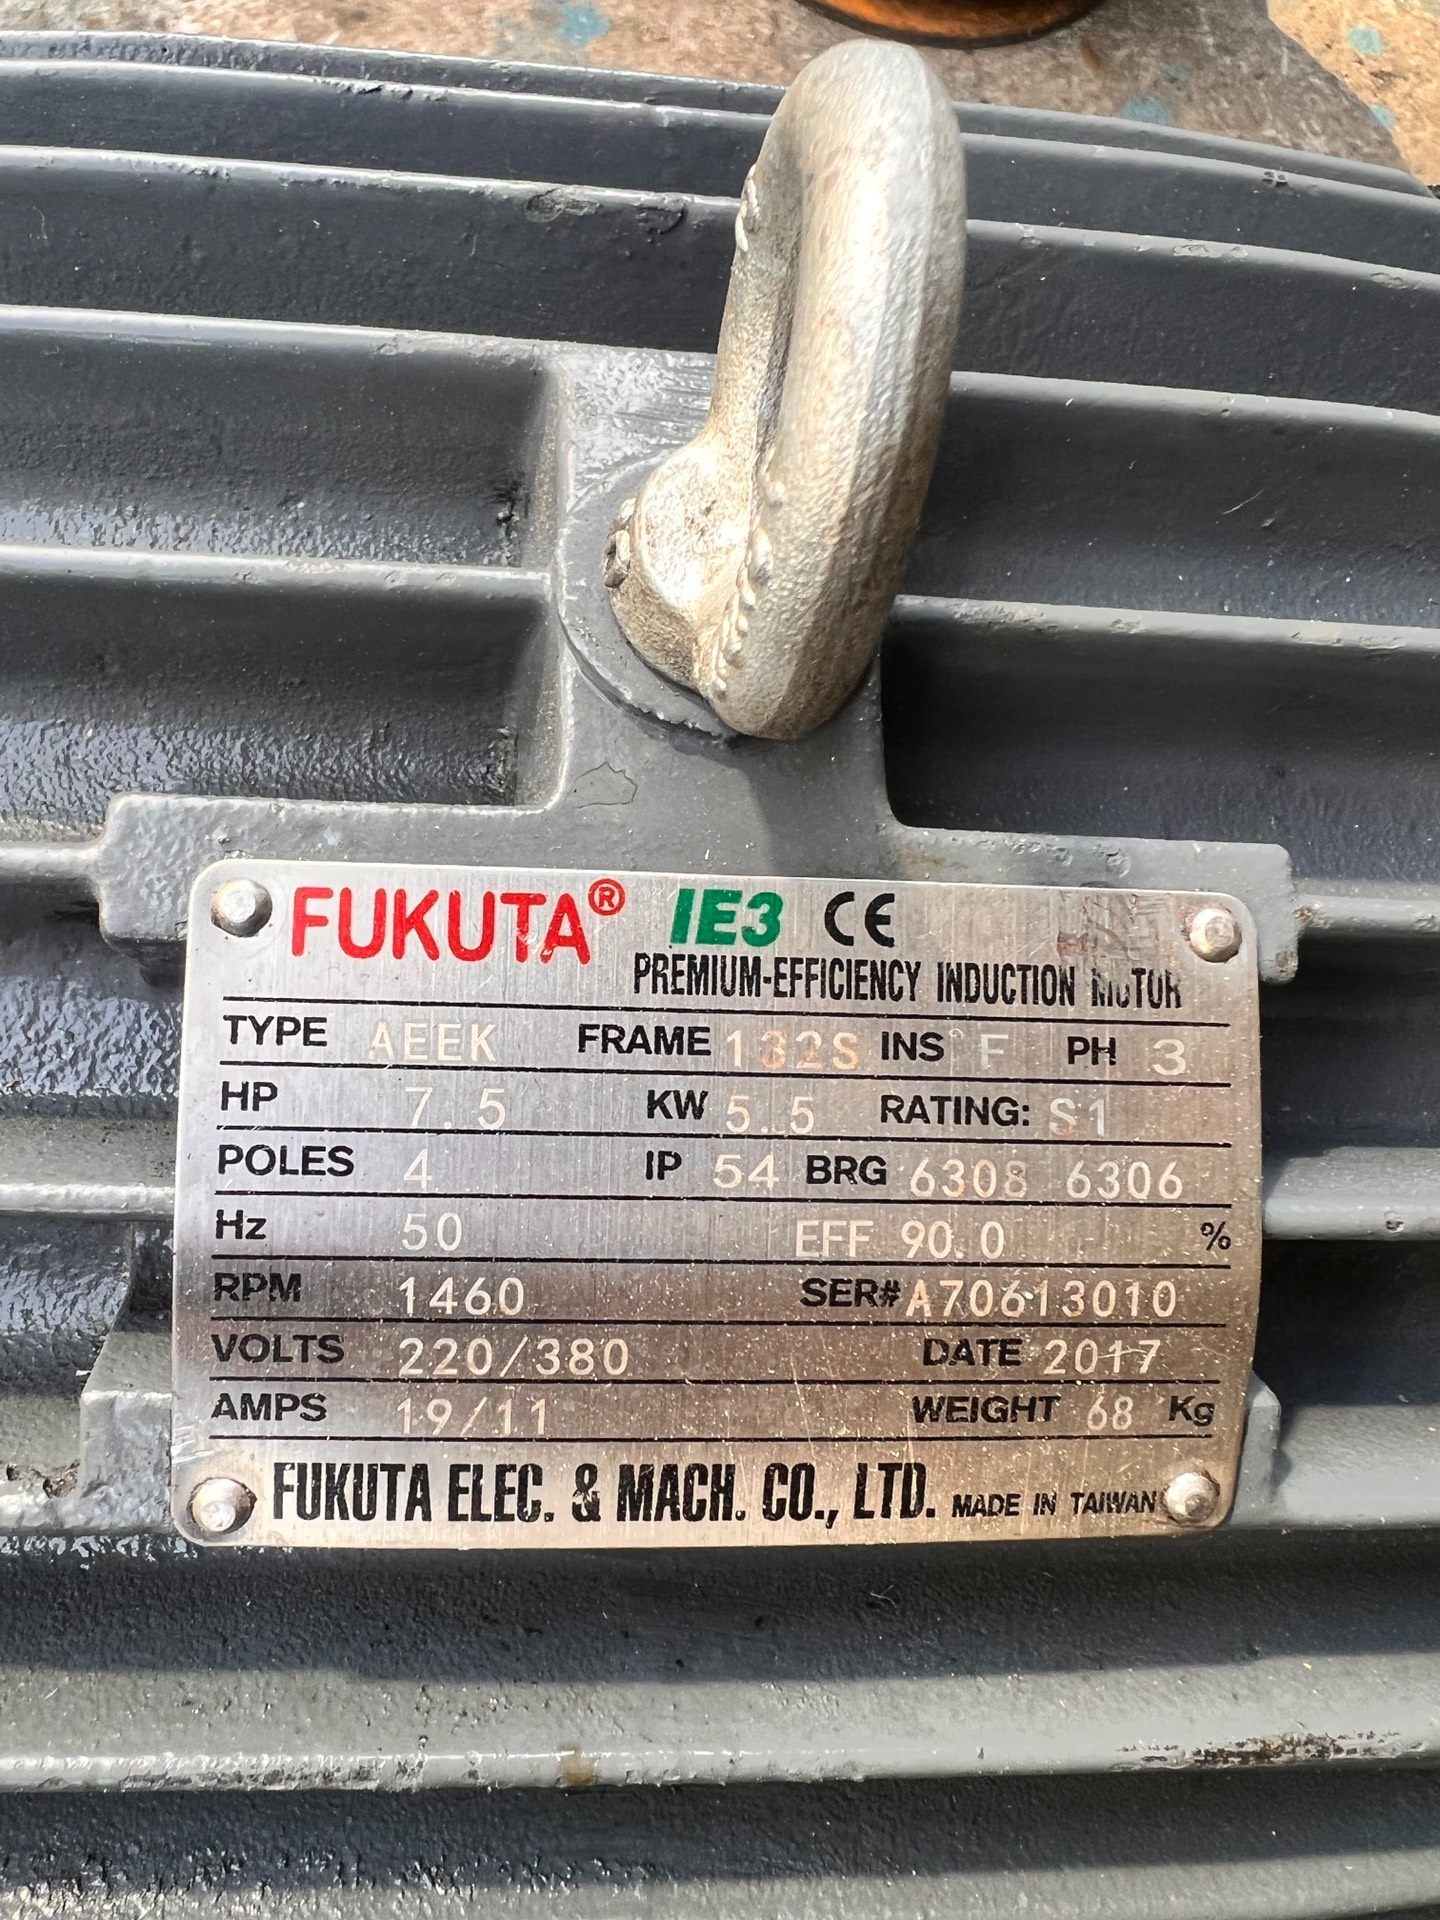 FUKUTA® IE3 CE
PREMIUM-EFFICIENCY INDUCTION MOTOR
TYPE AEEK FRAME 132S INS F PH 3
HP 7.5 KW 5.5 RATING: S1
POLES 4 IP 54 BRG 6308 6306
Hz 50 EFF 90.0 %
RPM 1460 SER# A70613010
VOLTS 220/380 DATE 2017
AMPS 19/11 WEIGHT 68 Kg
FUKUTA ELEC. & MACH. CO., LTD. MADE IN TAIWAN